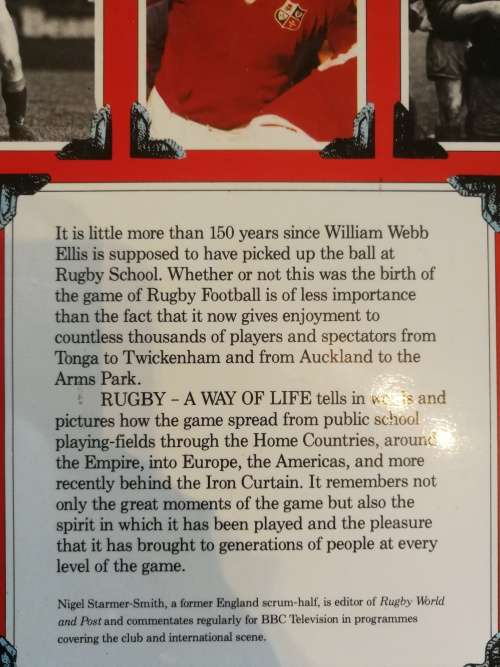 It is little more than 150 years since William Webb
Ellis is supposed to have picked up the ball at
Rugby School. Whether or not this was the birth of
the game of Rugby Football is of less importance
than the fact that it now gives enjoyment to
countless thousands of players and spectators from
Tonga to Twickenham and from Auckland to the
Arms Park.
RUGBY – A WAY OF LIFE tells in and
pictures how the game spread from public school
playing-fields through the Home Countries, around
the Empire, into Europe, the Americas, and more
recently behind the Iron Curtain. It remembers not
only the great moments of the game but also the
spirit in which it has been played and the pleasure
that it has brought to generations of people at every
level of the game.
Nigel Starmer-Smith, a former England scrum-half, is editor of Rugby World
and Post and commentates regularly for BBC Television in programmes
covering the club and international scene.